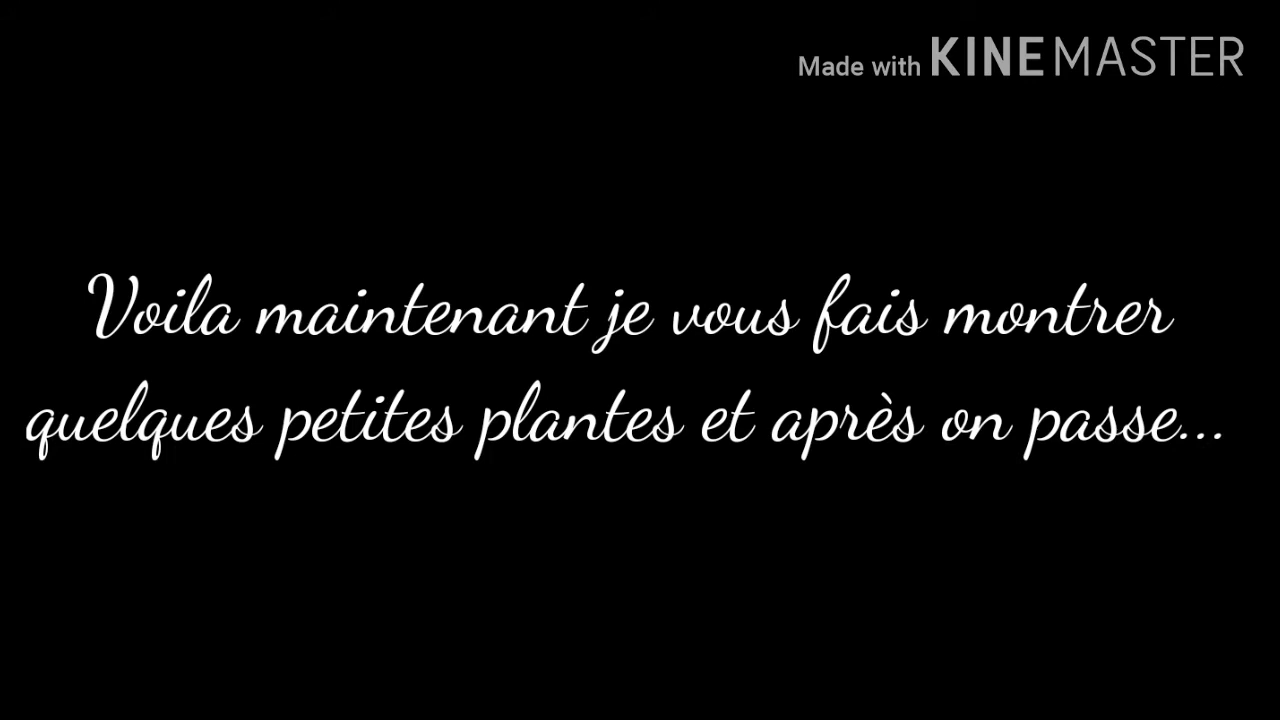 Made with KINEMASTER
Voila maintenant je vous fais montrer
quelques petites plantes et après on passe...